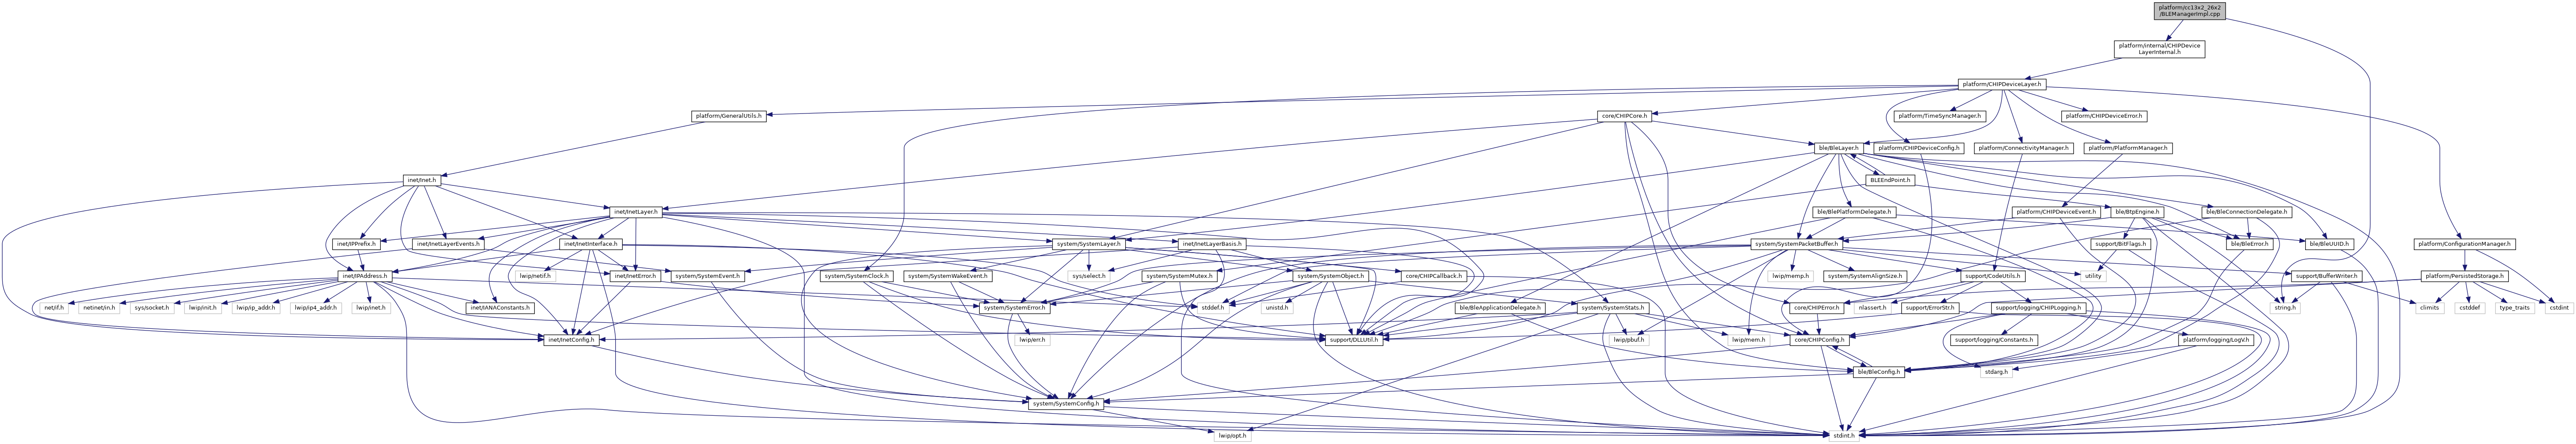 platform/cc13x2_26x2
/BLEManagerImpl.cpp
platform/internal/CHIPDevice
LayerInternal.h
platform/CHIPDeviceLayer.h
platform/GeneralUtils.h
core/CHIPCore.h
platform/TimeSyncManager.h
platform/CHIPDeviceError.h
ble/BleLayer.h
platform/CHIPDeviceConfig.h
platform/ConnectivityManager.h
platform/PlatformManager.h
inet/Inet.h
BLEEndPoint.h
inet/InetLayer.h
ble/BlePlatformDelegate.h
platform/CHIPDeviceEvent.h
ble/BtpEngine.h
ble/BleConnectionDelegate.h
inet/IPPrefix.h
inet/InetLayerEvents.h
inet/InetInterface.h
system/SystemLayer.h
inet/InetLayerBasis.h
system/SystemPacketBuffer.h
support/BitFlags.h
ble/BleError.h
ble/BleUUID.h
platform/ConfigurationManager.h
inet/IPAddress.h
lwip/netif.h
inet/InetError.h
system/SystemEvent.h
system/SystemClock.h
system/SystemWakeEvent.h
sys/select.h
system/SystemMutex.h
system/SystemObject.h
core/CHIPCallback.h
lwip/memp.h
system/SystemAlignSize.h
support/CodeUtils.h
utility
support/BufferWriter.h
platform/PersistedStorage.h
net/if.h
netinet/in.h
sys/socket.h
lwip/init.h
lwip/ip_addr.h
lwip/ip4_addr.h
lwip/inet.h
inet/IANAConstants.h
system/SystemError.h
stddef.h
unistd.h
ble/BleApplicationDelegate.h
system/SystemStats.h
core/CHIPError.h
nlassert.h
support/ErrorStr.h
support/logging/CHIPLogging.h
string.h
climits
cstddef
type_traits
cstdint
inet/InetConfig.h
lwip/err.h
support/DLLUtil.h
lwip/pbuf.h
lwip/mem.h
core/CHIPConfig.h
support/logging/Constants.h
platform/logging/LogV.h
ble/BleConfig.h
stdarg.h
system/SystemConfig.h
lwip/opt.h
stdint.h